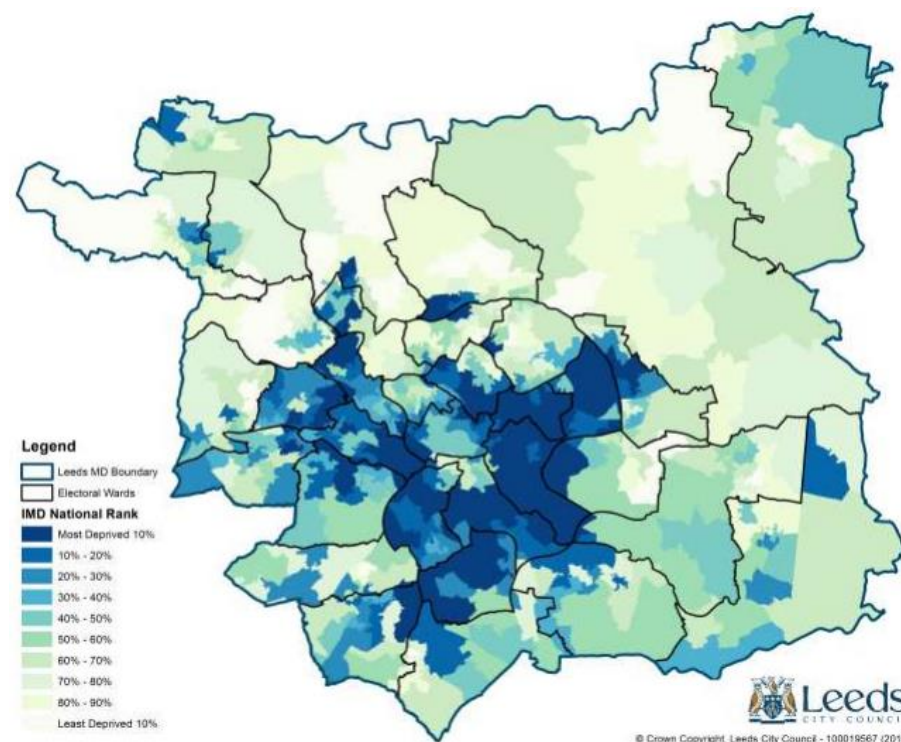 Legend
Leeds MD Boundary
Electoral Wards
IMD National Rank
Most Deprived 10%
10% - 20%
20% - 30%
30% - 40%
40% - 50%
50% - 60%
60% - 70%
70% - 80%
80% - 90%
Least Deprived 10%
Leeds
CITY COUNCIL
© Crown Copyright. Leeds City Council - 100019567 (201